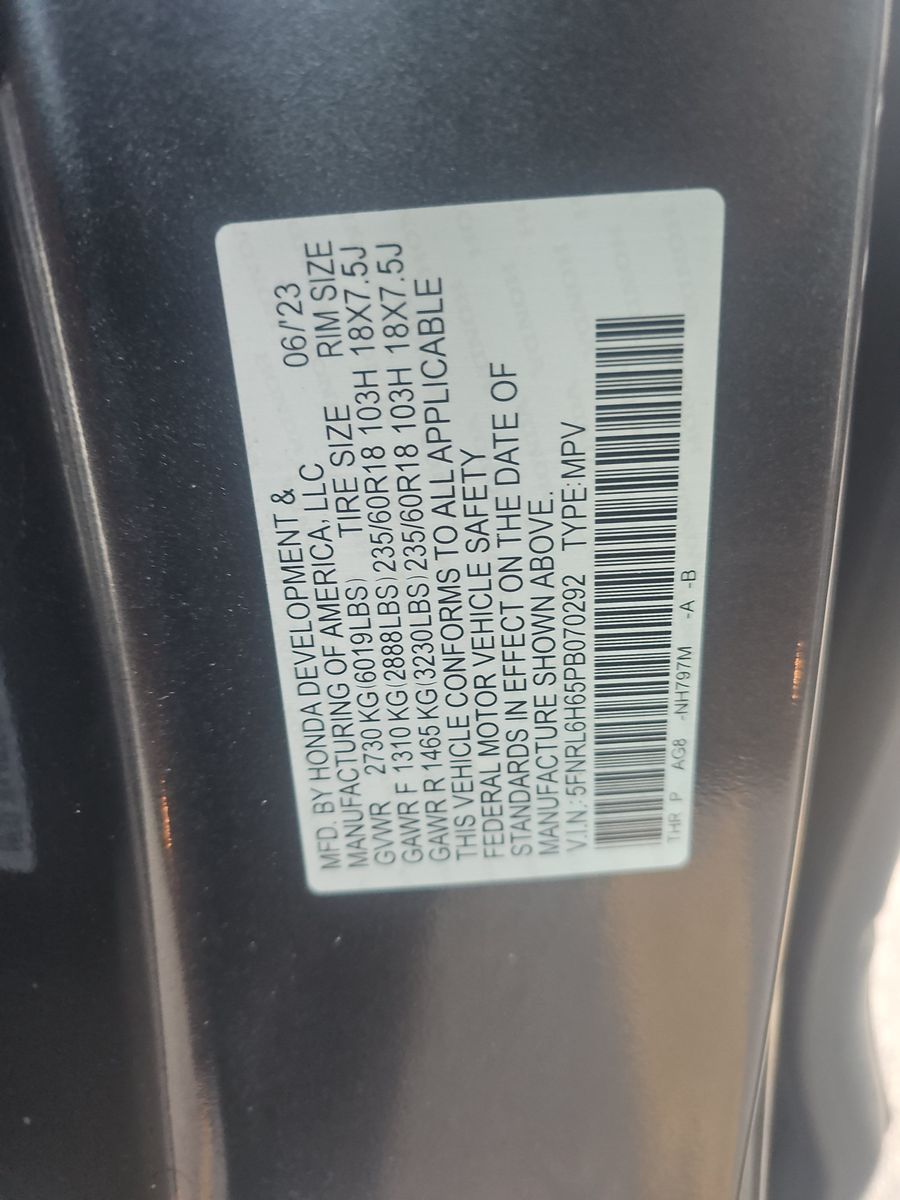 MFD. BY HONDA DEVELOPMENT & 06/'23
MANUFACTURING OF AMERICA, LLC
TIRE SIZE RIM SIZE
GVWR 2730 KG(6019LBS)
GAWR F 1310 KG(2888LBS) 235/60R18 103H 18X7.5J
GAWR R 1465 KG(3230LBS) 235/60R18 103H 18X7.5J
THIS VEHICLE CONFORMS TO ALL APPLICABLE
FEDERAL MOTOR VEHICLE SAFETY
STANDARDS IN EFFECT ON THE DATE OF
MANUFACTURE SHOWN ABOVE.
V.I.N.:5FNRL6H65PB070292 TYPE:MPV
THR P AG8 -NH797M -A -B